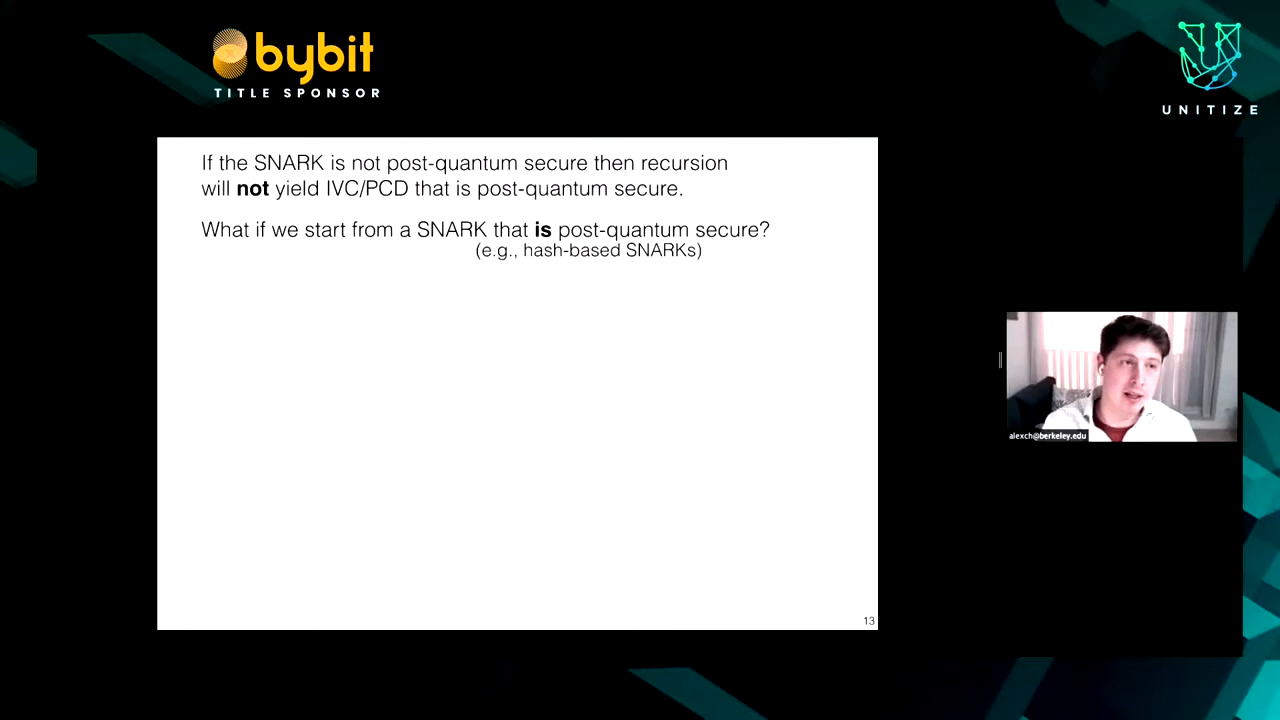 bybit
TITLE SPONSOR
UNITIZE
If the SNARK is not post-quantum secure then recursion
will not yield IVC/PCD that is post-quantum secure.
What if we start from a SNARK that is post-quantum secure?
(e.g., hash-based SNARKs)
alexch@berkeley.edu
13